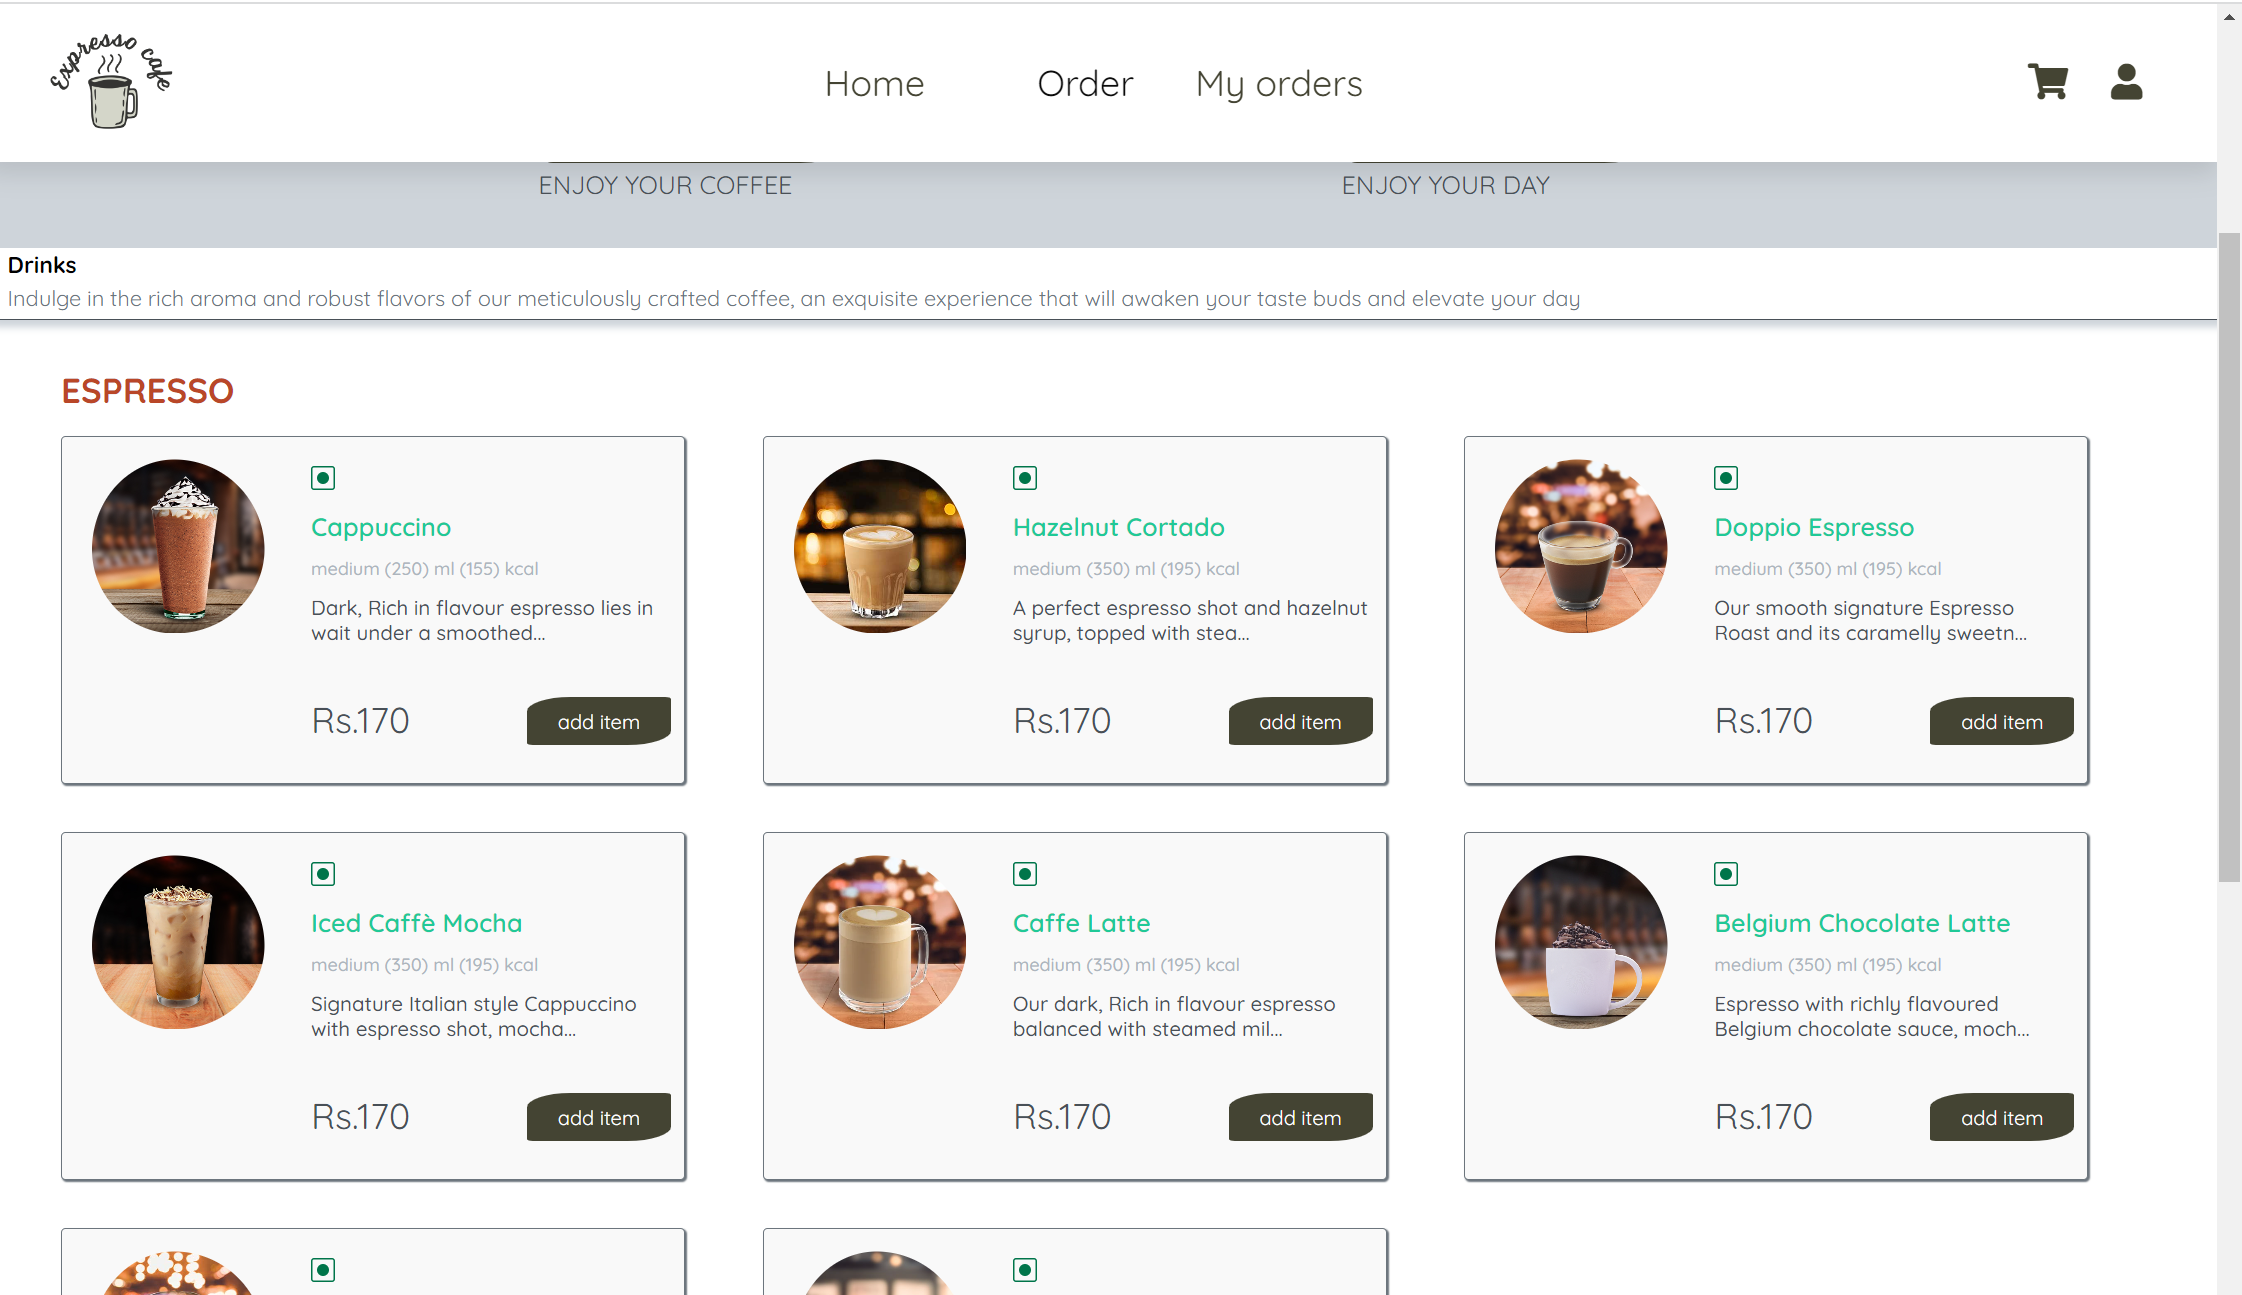 Expresso cafe
Home
Order
My orders
ENJOY YOUR COFFEE
ENJOY YOUR DAY
Drinks
Indulge in the rich aroma and robust flavors of our meticulously crafted coffee, an exquisite experience that will awaken your taste buds and elevate your day
ESPRESSO
Cappuccino
medium (250) ml (155) kcal
Dark, Rich in flavour espresso lies in
wait under a smoothed...
Rs.170
add item
Hazelnut Cortado
medium (350) ml (195) kcal
A perfect espresso shot and hazelnut
syrup, topped with stea...
Rs.170
add item
Doppio Espresso
medium (350) ml (195) kcal
Our smooth signature Espresso
Roast and its caramelly sweetn...
Rs.170
add item
Iced Caffè Mocha
medium (350) ml (195) kcal
Signature Italian style Cappuccino
with espresso shot, mocha...
Rs.170
add item
Caffe Latte
medium (350) ml (195) kcal
Our dark, Rich in flavour espresso
balanced with steamed mil...
Rs.170
add item
Belgium Chocolate Latte
medium (350) ml (195) kcal
Espresso with richly flavoured
Belgium chocolate sauce, moch...
Rs.170
add item